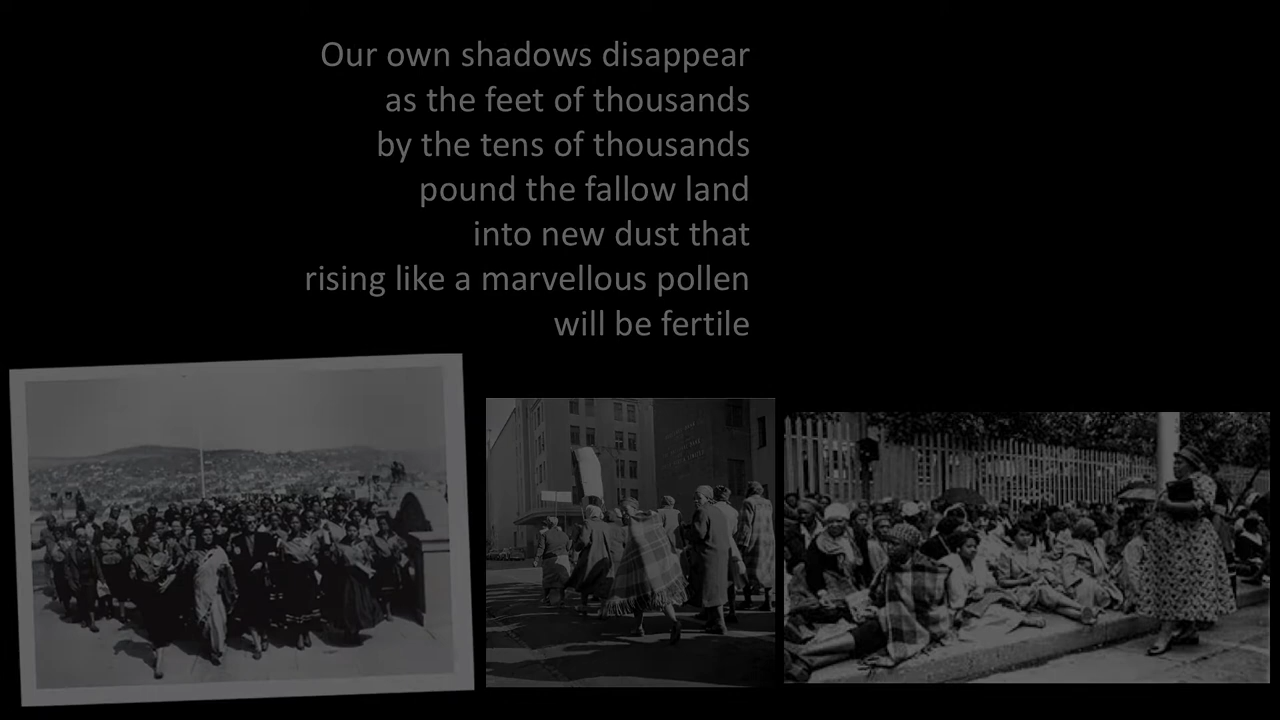 Our own shadows disappear
as the feet of thousands
by the tens of thousands
pound the fallow land
into new dust that
rising like a marvellous pollen
will be fertile